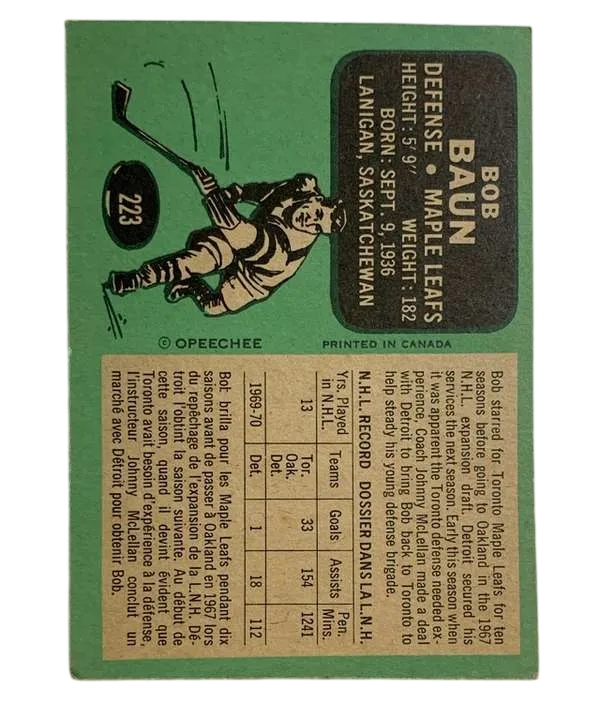 BOB
BAUN
DEFENSE • MAPLE LEAFS
HEIGHT: 5' 9" WEIGHT: 182
BORN: SEPT. 9, 1936
LANIGAN, SASKATCHEWAN
223
© OPEECHEE PRINTED IN CANADA
Bob starred for Toronto Maple Leafs for ten
seasons before going to Oakland in the 1967
N.H.L. expansion draft. Detroit secured his
services the next season. Early this season when
it was apparent the Toronto defense needed ex-
perience, Coach Johnny McLellan made a deal
with Detroit to bring Bob back to Toronto to
help steady his young defense brigade.
N.H.L. RECORD DOSSIER DANS LA L.N.H.
Yrs. Played in N.H.L. Teams Goals Assists Pen. Mins.
13 Tor. Oak. Det. 33 154 1241
1969-70 Det. 1 18 112
Bob brilla pour les Maple Leafs pendant dix
saisons avant de passer à Oakland en 1967 lors
du repêchage de l'expansion de la L.N.H. Dé-
troit l'obtint la saison suivante. Au début de
cette saison, quand il devint évident que
Toronto avait besoin d'expérience à la défense,
l'instructeur Johnny McLellan conclut un
marché avec Détroit pour obtenir Bob.